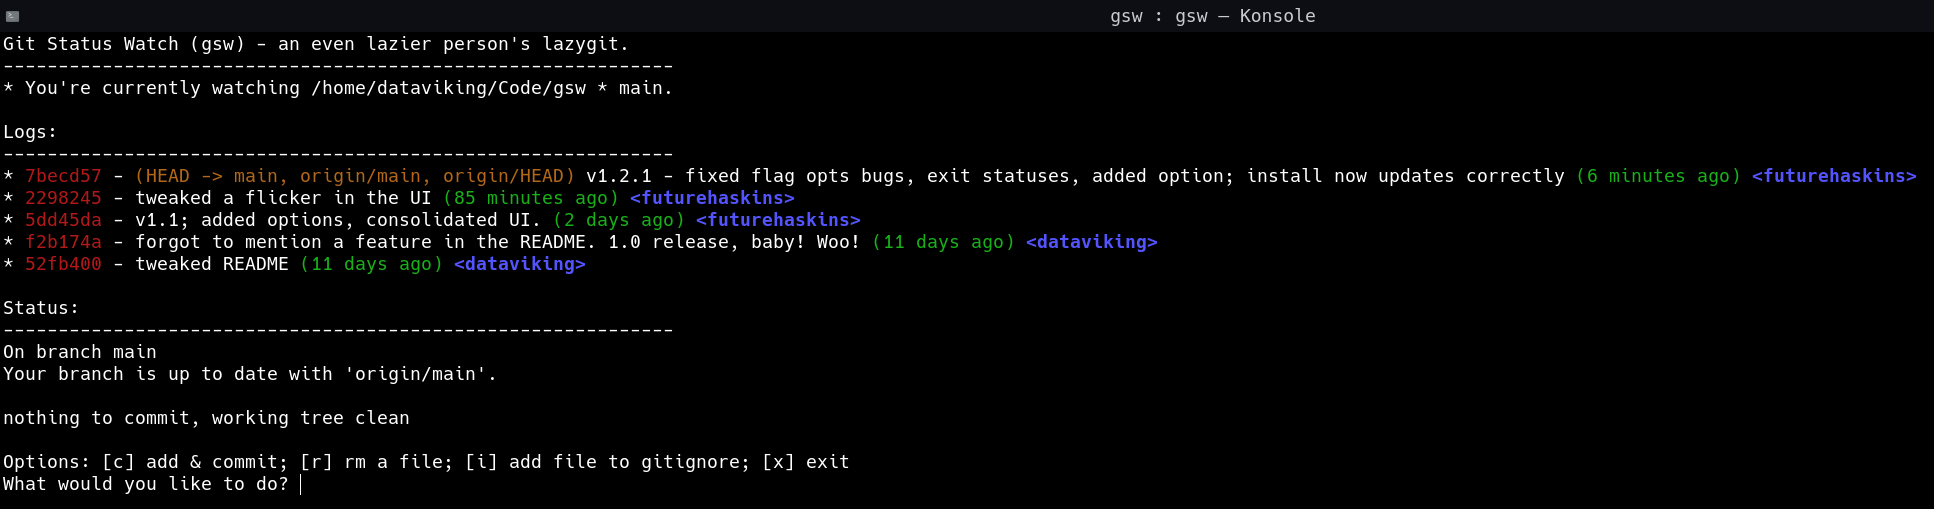 gsw : gsw — Konsole
Git Status Watch (gsw) - an even lazier person's lazygit.
-------------------------------------------------------------
* You're currently watching /home/dataviking/Code/gsw * main.
Logs:
-------------------------------------------------------------
* 7becd57 - (HEAD -> main, origin/main, origin/HEAD) v1.2.1 - fixed flag opts bugs, exit statuses, added option; install now updates correctly (6 minutes ago) <futurehaskins>
* 2298245 - tweaked a flicker in the UI (85 minutes ago) <futurehaskins>
* 5dd45da - v1.1; added options, consolidated UI. (2 days ago) <futurehaskins>
* f2b174a - forgot to mention a feature in the README. 1.0 release, baby! Woo! (11 days ago) <dataviking>
* 52fb400 - tweaked README (11 days ago) <dataviking>
Status:
-------------------------------------------------------------
On branch main
Your branch is up to date with 'origin/main'.
nothing to commit, working tree clean
Options: [c] add & commit; [r] rm a file; [i] add file to gitignore; [x] exit
What would you like to do?